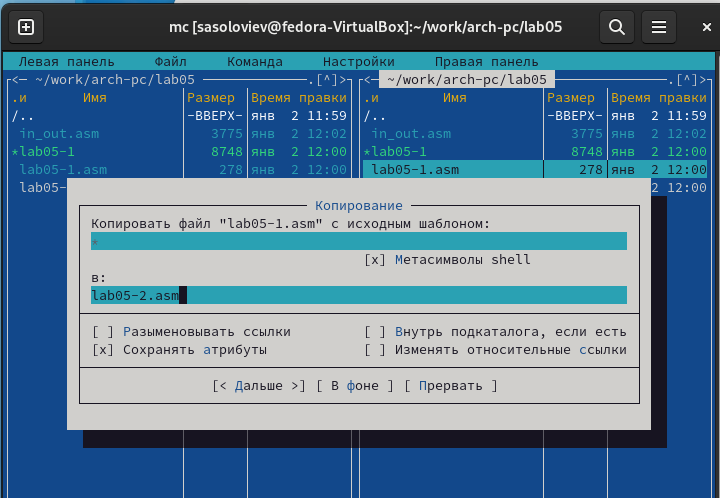 mc [sasoloviev@fedora-VirtualBox]:~/work/arch-pc/lab05
Левая панель Файл Команда Настройки Правая панель
<— ~/work/arch-pc/lab05 .[^]> <— ~/work/arch-pc/lab05 .[^]>
.и Имя Размер Время правки .и Имя Размер Время правки
/.. -ВВЕРХ- янв 2 11:59 /.. -ВВЕРХ- янв 2 11:59
in_out.asm 3775 янв 2 12:02 in_out.asm 3775 янв 2 12:02
*lab05-1 8748 янв 2 12:00 *lab05-1 8748 янв 2 12:00
lab05-1.asm 278 янв 2 12:00 lab05-1.asm 278 янв 2 12:00
lab05- 2 12:00
Копирование
Копировать файл "lab05-1.asm" с исходным шаблоном:
*
[x] Метасимволы shell
в:
lab05-2.asm
[ ] Разыменовывать ссылки [ ] Внутрь подкаталога, если есть
[x] Сохранять атрибуты [ ] Изменять относительные ссылки
[< Дальше >] [ В фоне ] [ Прервать ]